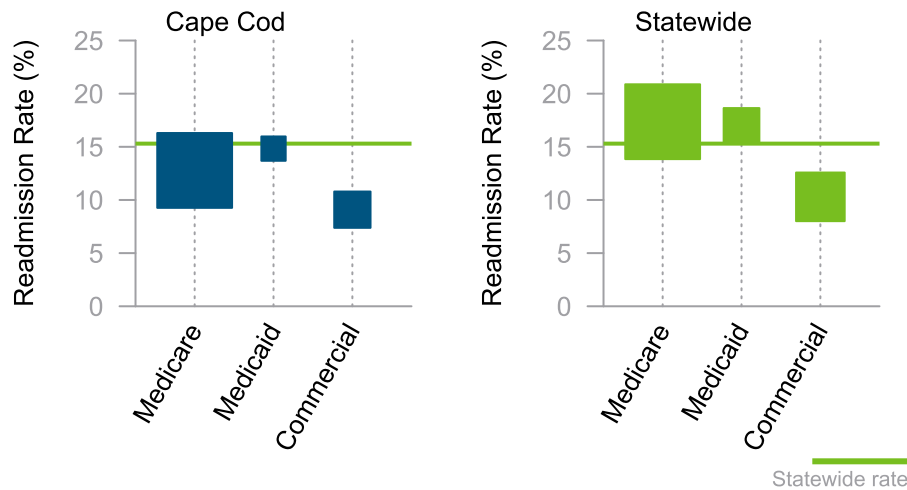 Cape Cod
Readmission Rate (%)
25
20
15
10
5
0
Medicare
Medicaid
Commercial
Statewide
Readmission Rate (%)
25
20
15
10
5
0
Medicare
Medicaid
Commercial
Statewide rate